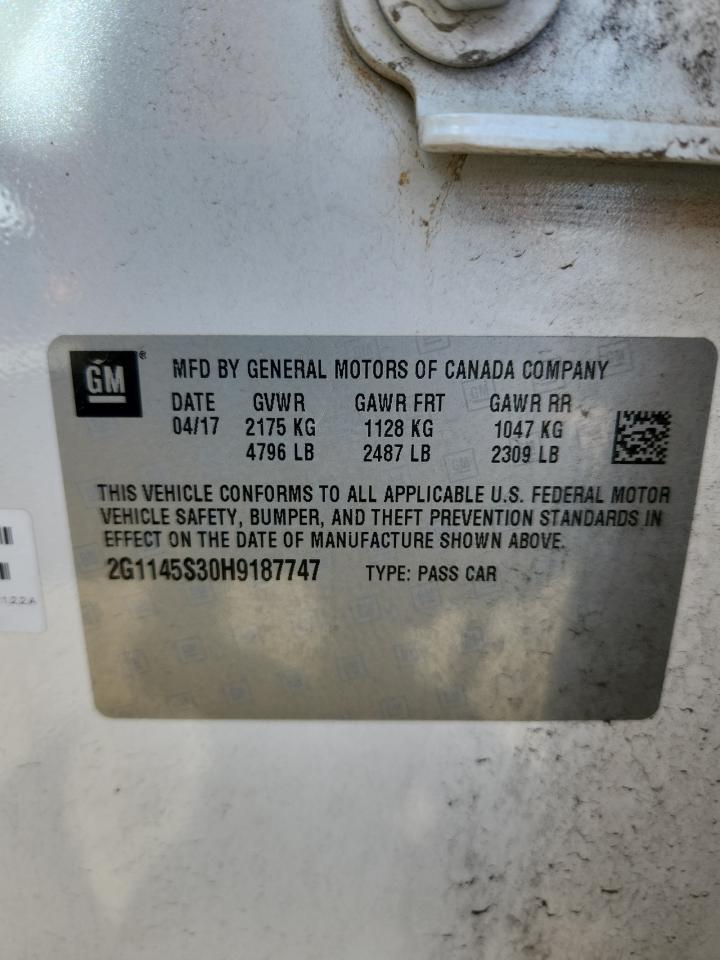 GM®
MFD BY GENERAL MOTORS OF CANADA COMPANY
DATE GVWR GAWR FRT GAWR RR
04/17 2175 KG 1128 KG 1047 KG
4796 LB 2487 LB 2309 LB
THIS VEHICLE CONFORMS TO ALL APPLICABLE U.S. FEDERAL MOTOR
VEHICLE SAFETY, BUMPER, AND THEFT PREVENTION STANDARDS IN
EFFECT ON THE DATE OF MANUFACTURE SHOWN ABOVE.
2G1145S30H9187747 TYPE: PASS CAR